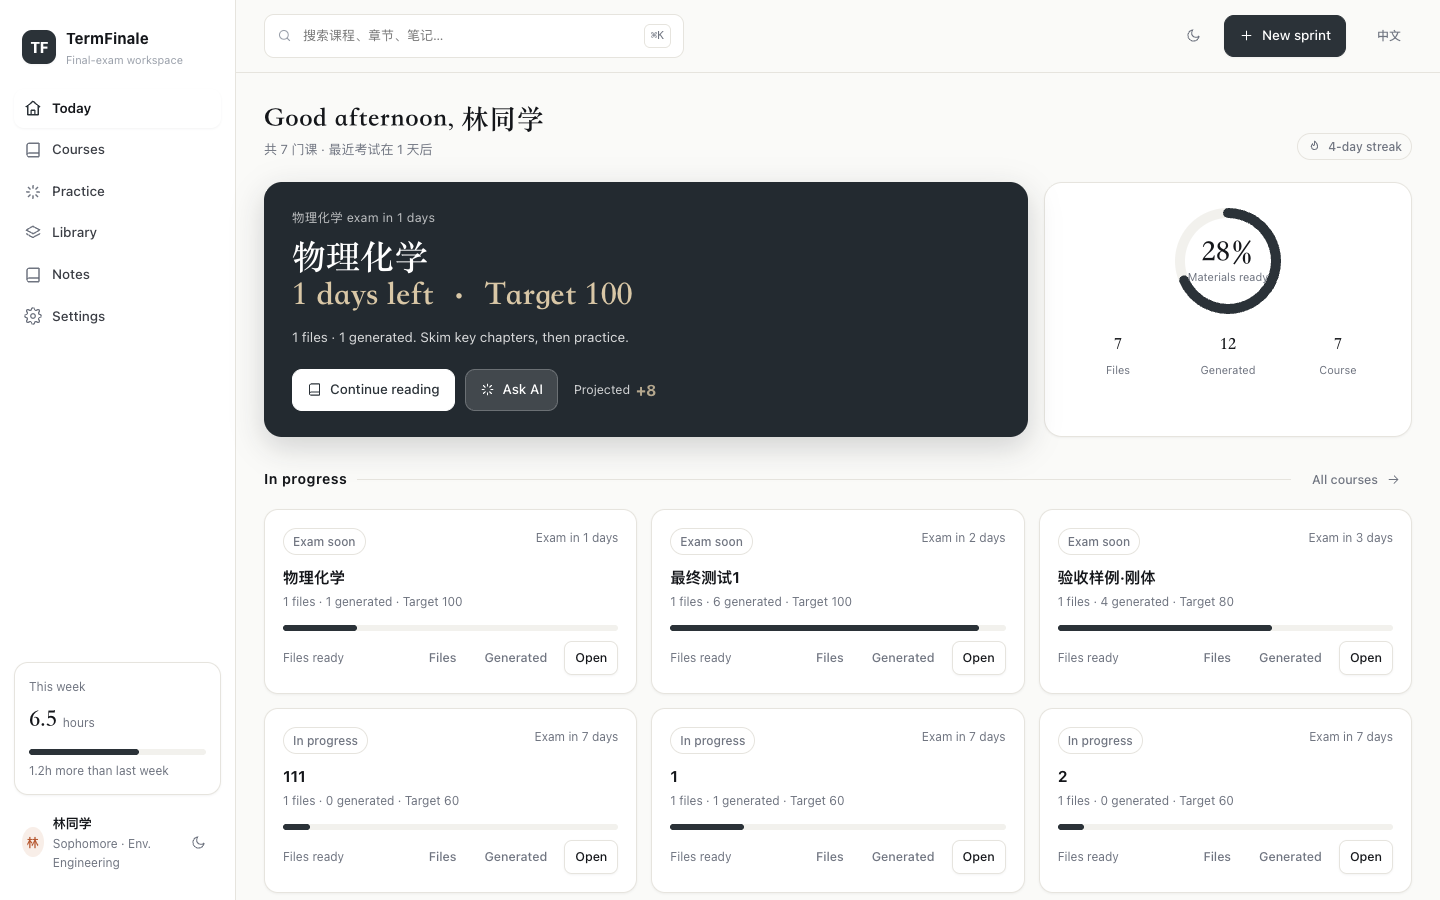 TF
TermFinale
Final-exam workspace
Today
Courses
Practice
Library
Notes
Settings
This week
6.5 hours
1.2h more than last week
林
林同学
Sophomore · Env.
Engineering
搜索课程、章节、笔记...
⌘K
New sprint
中文
Good afternoon, 林同学
共 7 门课 · 最近考试在 1 天后
4-day streak
物理化学 exam in 1 days
物理化学
1 days left · Target 100
1 files · 1 generated. Skim key chapters, then practice.
Continue reading
Ask AI
Projected +8
28%
Materials ready
7
12
7
Files
Generated
Course
In progress
All courses →
Exam soon
Exam in 1 days
物理化学
1 files · 1 generated · Target 100
Files ready
Files
Generated
Open
Exam soon
Exam in 2 days
最终测试1
1 files · 6 generated · Target 100
Files ready
Files
Generated
Open
Exam soon
Exam in 3 days
验收样例·刚体
1 files · 4 generated · Target 80
Files ready
Files
Generated
Open
In progress
Exam in 7 days
111
1 files · 0 generated · Target 60
Files ready
Files
Generated
Open
In progress
Exam in 7 days
1
1 files · 1 generated · Target 60
Files ready
Files
Generated
Open
In progress
Exam in 7 days
2
1 files · 0 generated · Target 60
Files ready
Files
Generated
Open